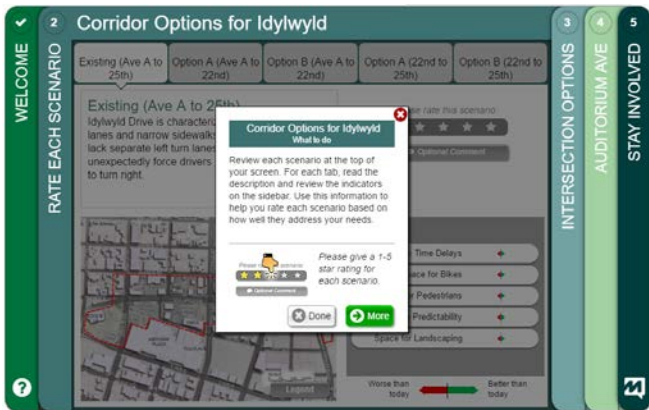 WELCOME
2
RATE EACH SCENARIO
Corridor Options for Idylwyld
Existing (Ave A to 25th)
Option A (Ave A to 22nd)
Option B (Ave A to 22nd)
Option A (22nd to 25th)
Option B (22nd to 25th)
Existing (Ave A to 25th)
Idylwyld Drive is
lanes and narrow sidewalks
lack separate left turn lanes
unexpectedly force drivers
to turn right.
rate this scenario
Optional Comment
Corridor Options for Idylwyld
What to do
Review each scenario at the top of
your screen. For each tab, read the
description and review the indicators
on the sidebar. Use this information to
help you rate each scenario based on
how well they address your needs.
scenario
Optional Comment
Please give a 1-5
star rating for
each scenario.
Done
More
Time Delays
for Bikes
Pedestrians
Predictability
Space for Landscaping
Legend
Worse than
today
Better than
today
3
INTERSECTION OPTIONS
4
AUDITORIUM AVE
5
STAY INVOLVED
?